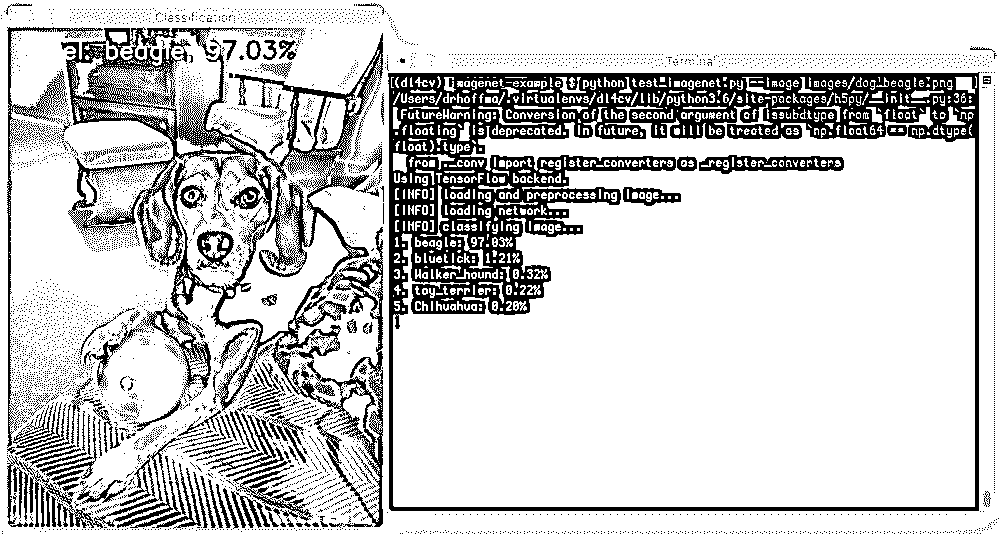 Classification
el: beagle, 97.03%
Terminal
(dl4cv) imagenet-example $ python test_imagenet.py --image images/dog_beagle.png
/Users/drhoffma/.virtualenvs/dl4cv/lib/python3.6/site-packages/h5py/__init__.py:36:
FutureWarning: Conversion of the second argument of issubdtype from `float` to `np
.floating` is deprecated. In future, it will be treated as `np.float64 == np.dtype(
float).type`.
from ._conv import register_converters as _register_converters
Using TensorFlow backend.
[INFO] loading and preprocessing image...
[INFO] loading network...
[INFO] classifying image...
1. beagle: 97.03%
2. bluetick: 1.21%
3. Walker_hound: 0.32%
4. toy_terrier: 0.22%
5. Chihuahua: 0.20%